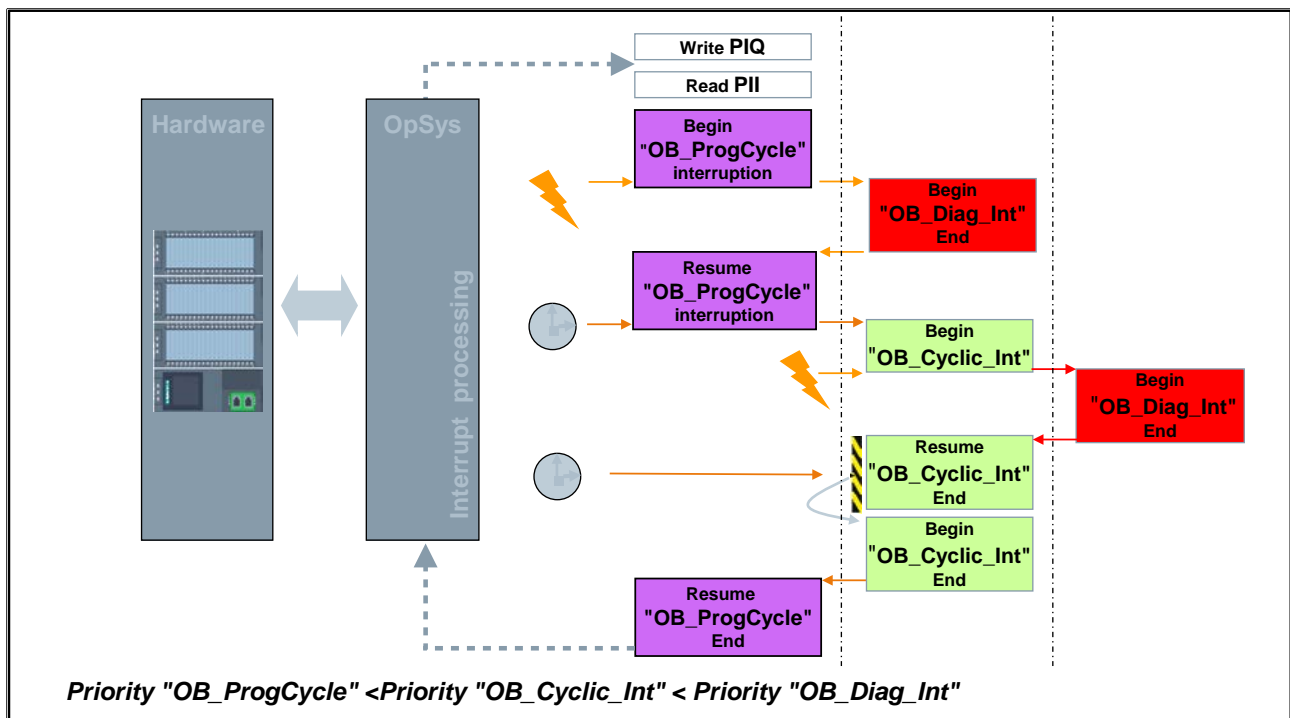 Write PIQ
Read PII
Hardware
OpSys
Interrupt processing
Begin
"OB_ProgCycle"
interruption
Begin
"OB_Diag_Int"
End
Resume
"OB_ProgCycle"
interruption
Begin
"OB_Cyclic_Int"
Begin
"OB_Diag_Int"
End
Resume
"OB_Cyclic_Int"
End
Begin
"OB_Cyclic_Int"
End
Resume
"OB_ProgCycle"
End
Priority "OB_ProgCycle" <Priority "OB_Cyclic_Int" < Priority "OB_Diag_Int"